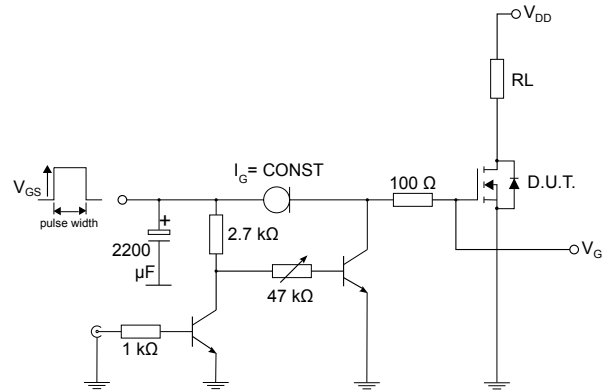 V_DD
RL
I_G= CONST
V_GS
100 Ω
D.U.T.
pulse width
+
2200
μF
2.7 kΩ
47 kΩ
V_G
1 kΩ